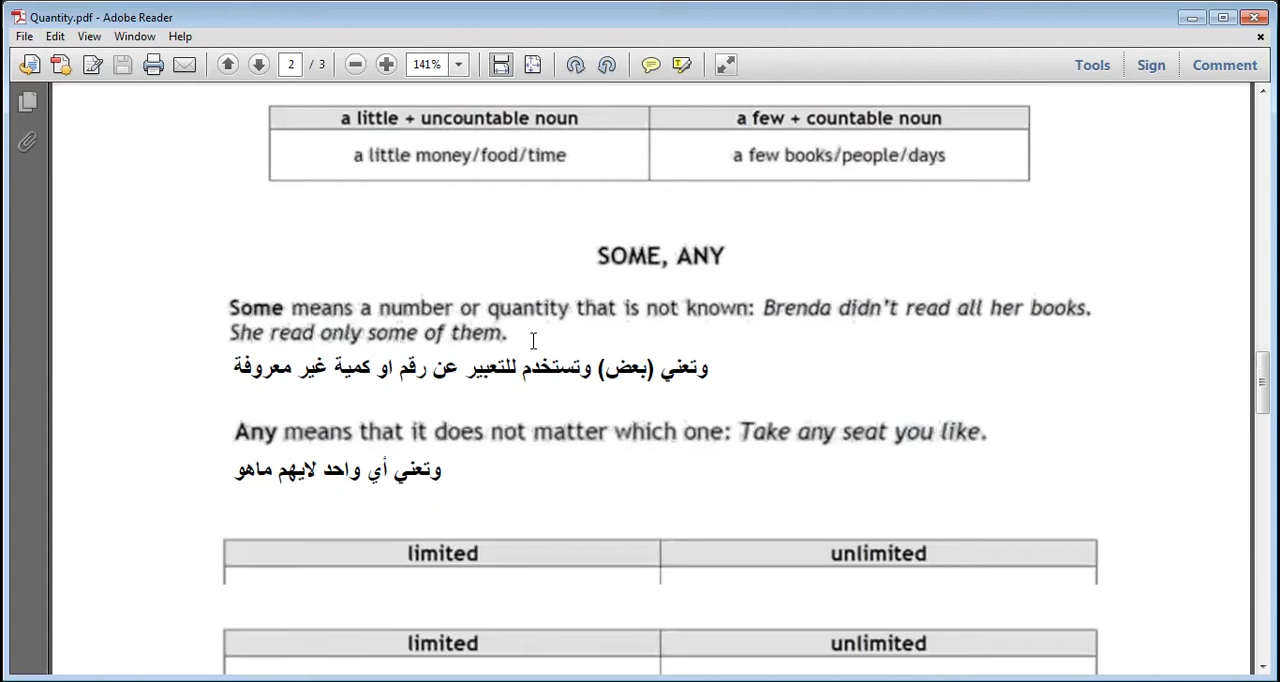 Quantity.pdf - Adobe Reader
File Edit View Window Help
2 / 3 141% Tools Sign Comment
a little + uncountable noun a few + countable noun
a little money/food/time a few books/people/days
SOME, ANY
Some means a number or quantity that is not known: Brenda didn't read all her books.
She read only some of them.
وتعني (بعض) وتستخدم للتعبير عن رقم او كمية غير معروفة
Any means that it does not matter which one: Take any seat you like.
وتعني أي واحد لايهم ماهو
limited unlimited
limited unlimited